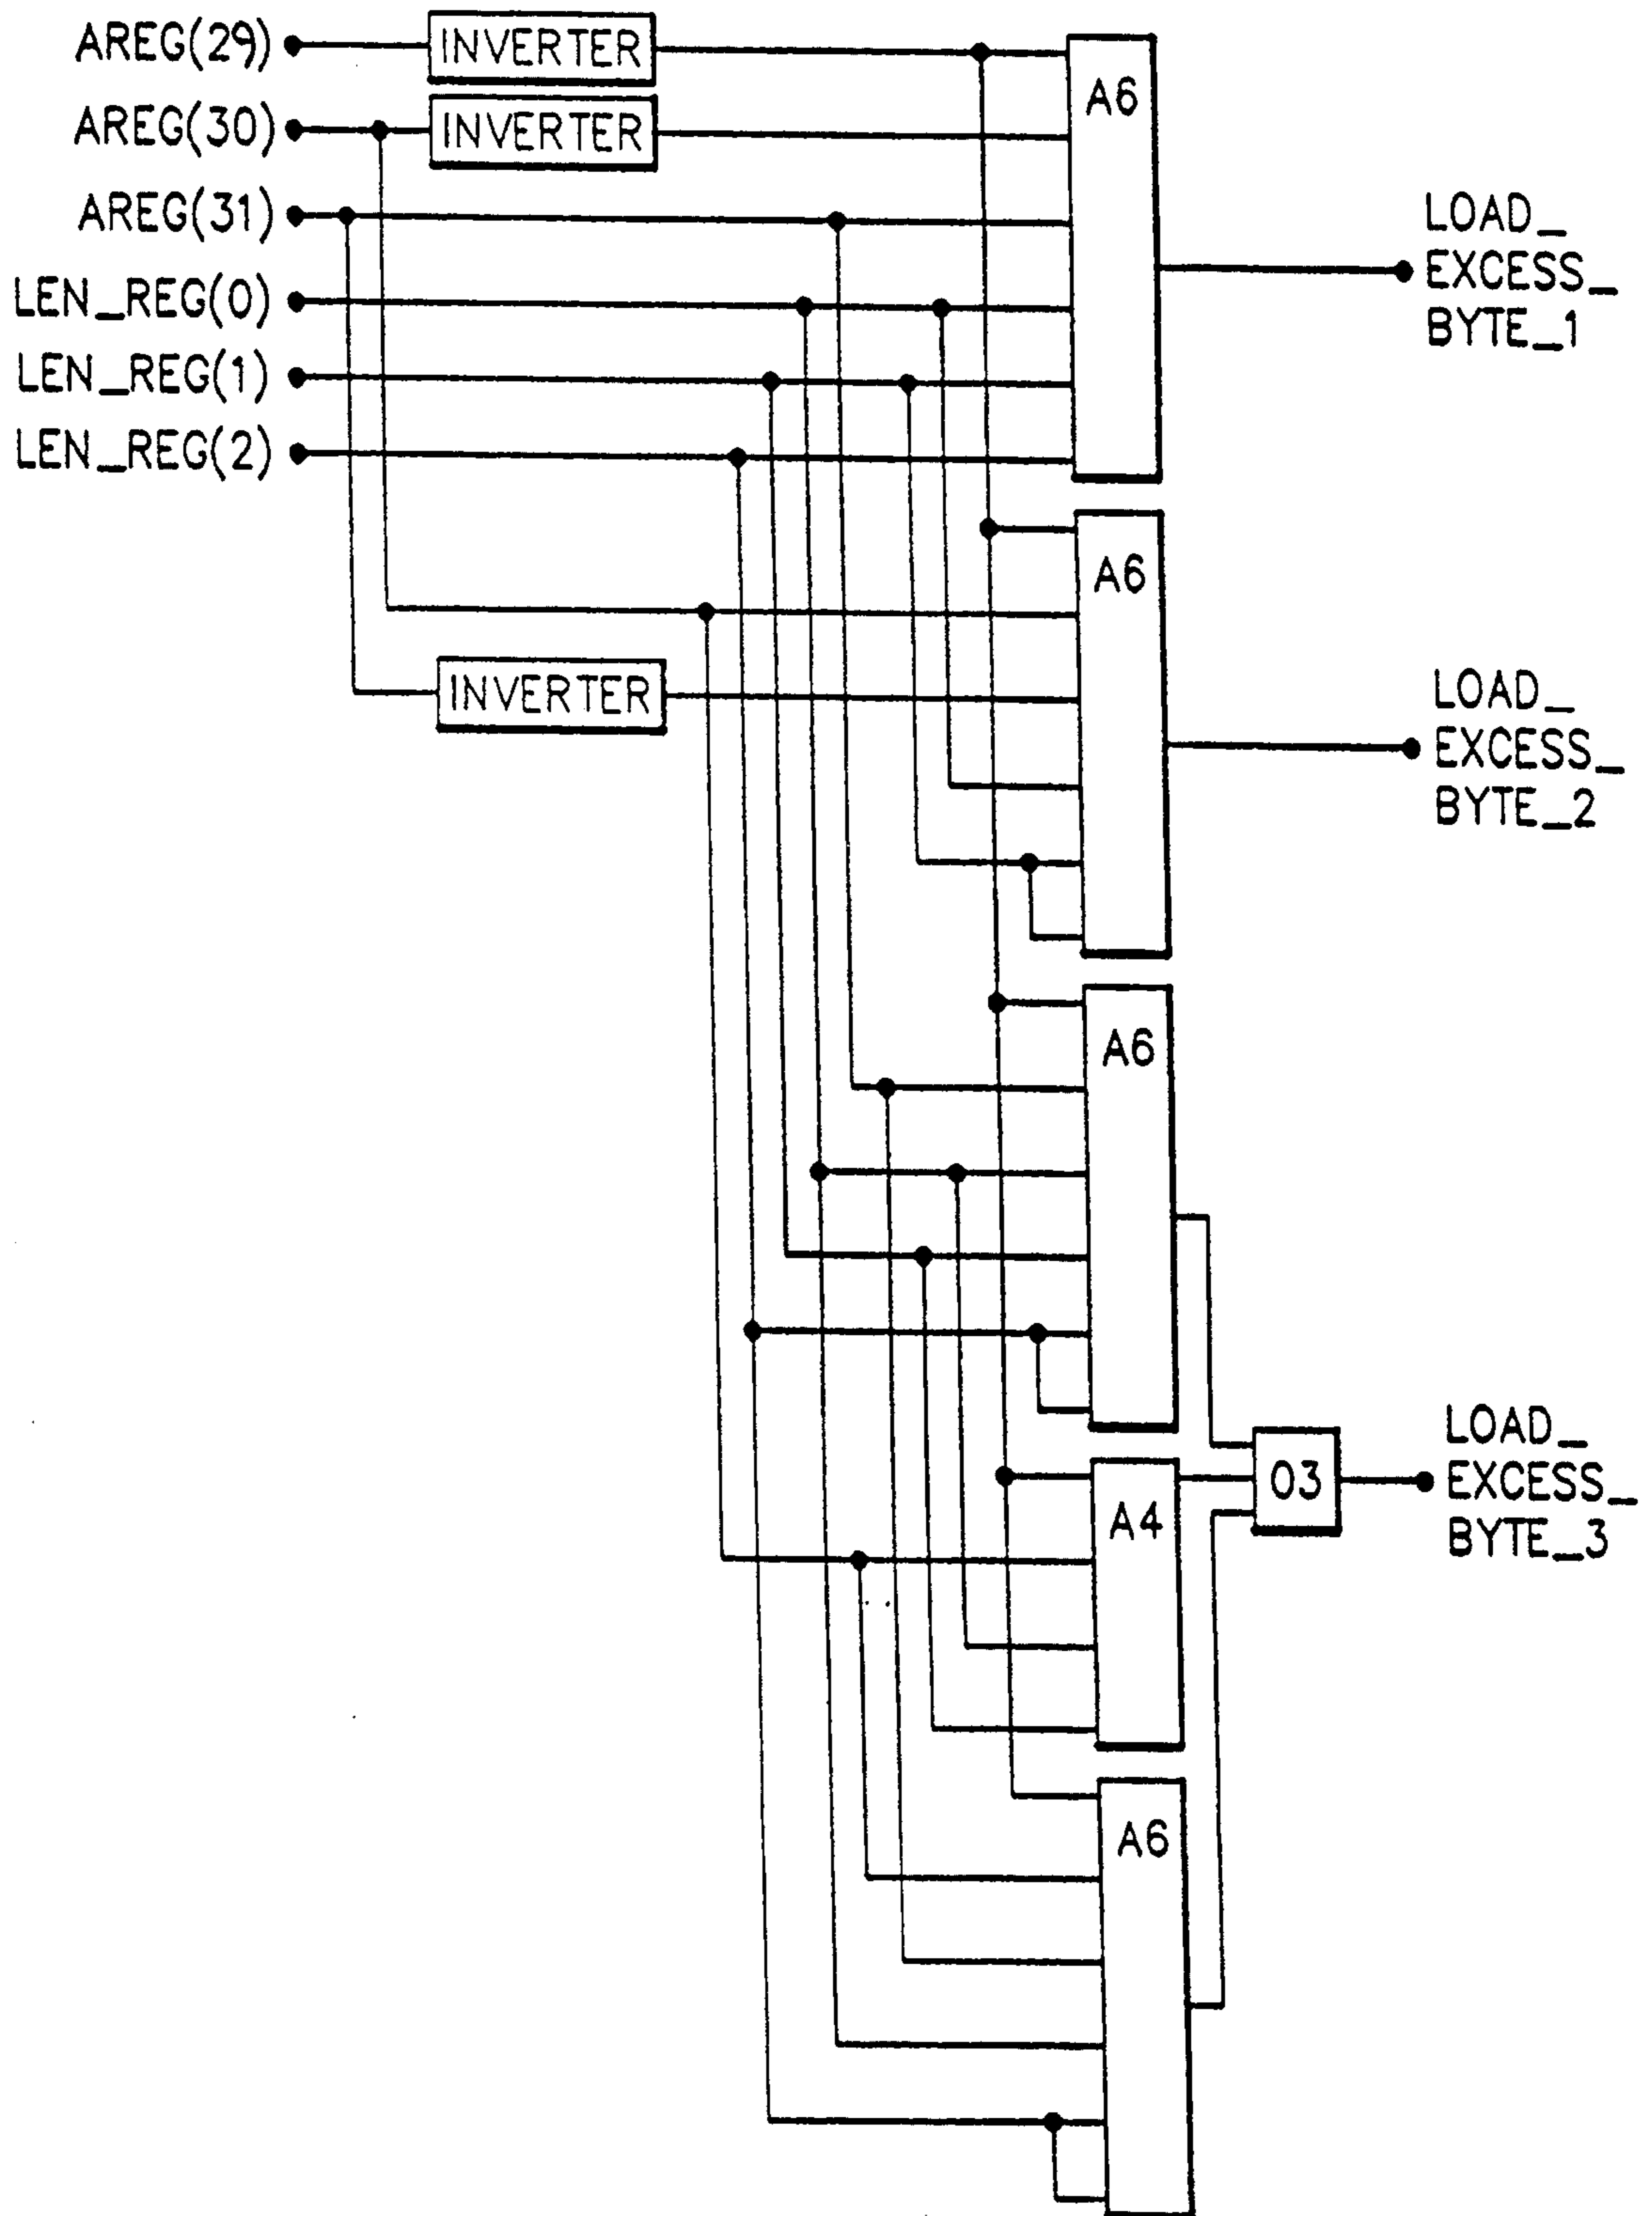 AREG(29)
INVERTER
A6
AREG(30)
INVERTER
AREG(31)
LOAD_
EXCESS_
BYTE_1
LEN_REG(0)
LEN_REG(1)
LEN_REG(2)
A6
INVERTER
LOAD_
EXCESS_
BYTE_2
A6
LOAD_
EXCESS_
BYTE_3
O3
A4
A6